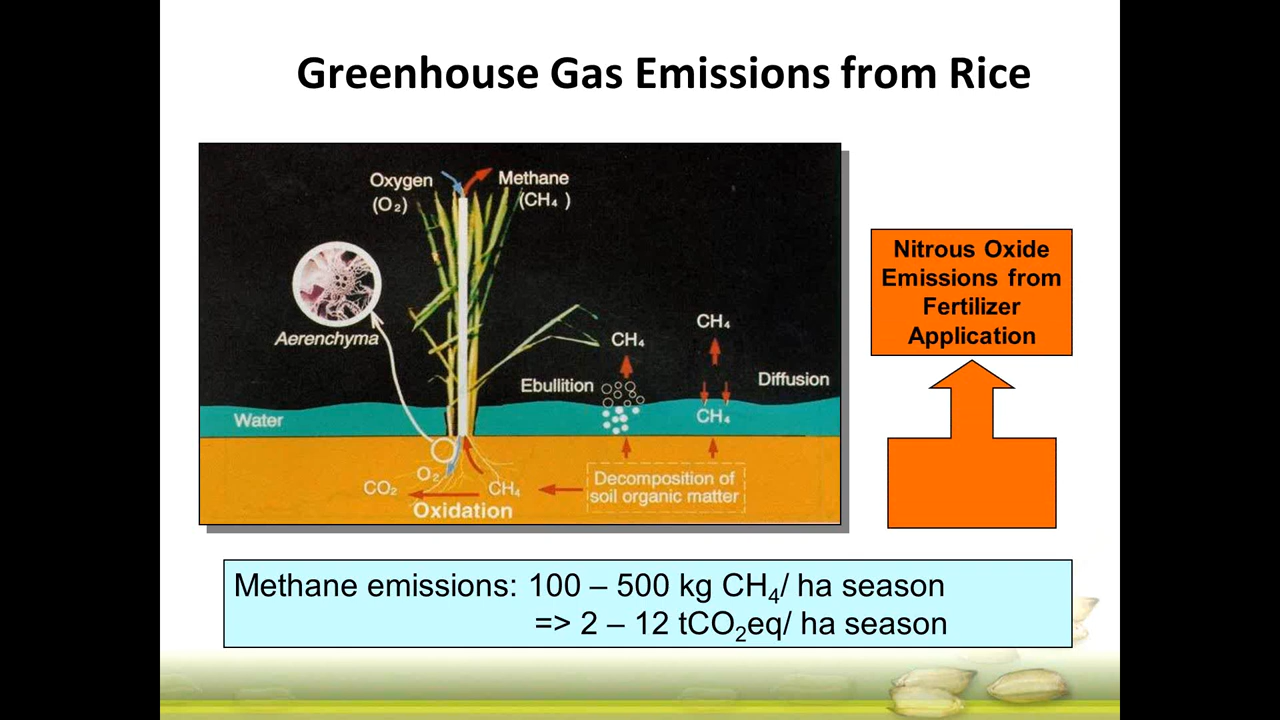 Greenhouse Gas Emissions from Rice
Oxygen
(O₂)
Methane
(CH₄ )
Aerenchyma
CH₄
CH₄
Ebullition
Diffusion
Water
CH₄
O₂
CO₂
CH₄
Oxidation
Decomposition of
soil organic matter
Nitrous Oxide
Emissions from
Fertilizer
Application
Methane emissions: 100 – 500 kg CH₄/ ha season
=> 2 – 12 tCO₂eq/ ha season